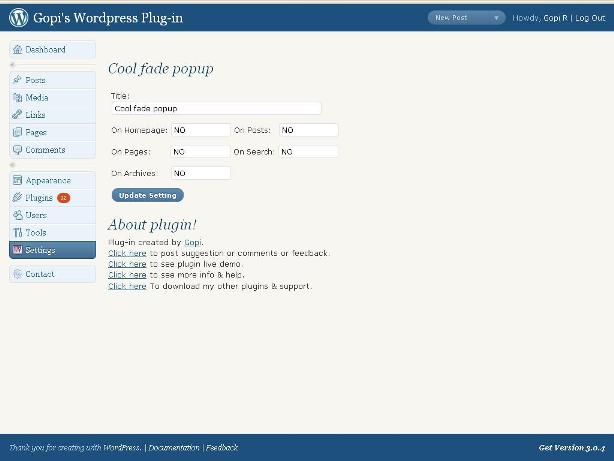 Gopi's Wordpress Plug-in
New Post
Howdy, Gopi R | Log Out
Dashboard
Posts
Media
Links
Pages
Comments
Appearance
Plugins
Users
Tools
Settings
Contact
Cool fade popup
Title:
Cool fade popup
On Homepage: NO On Posts: NO
On Pages: NO On Search: NO
On Archives: NO
Update Setting
About plugin!
Plug-in created by Gopi.
Click here to post suggestion or comments or feedback.
Click here to see plugin live demo.
Click here to see more info & help.
Click here To download my other plugins & support.
Thank you for creating with WordPress. | Documentation | Feedback
Get Version 3.0.4